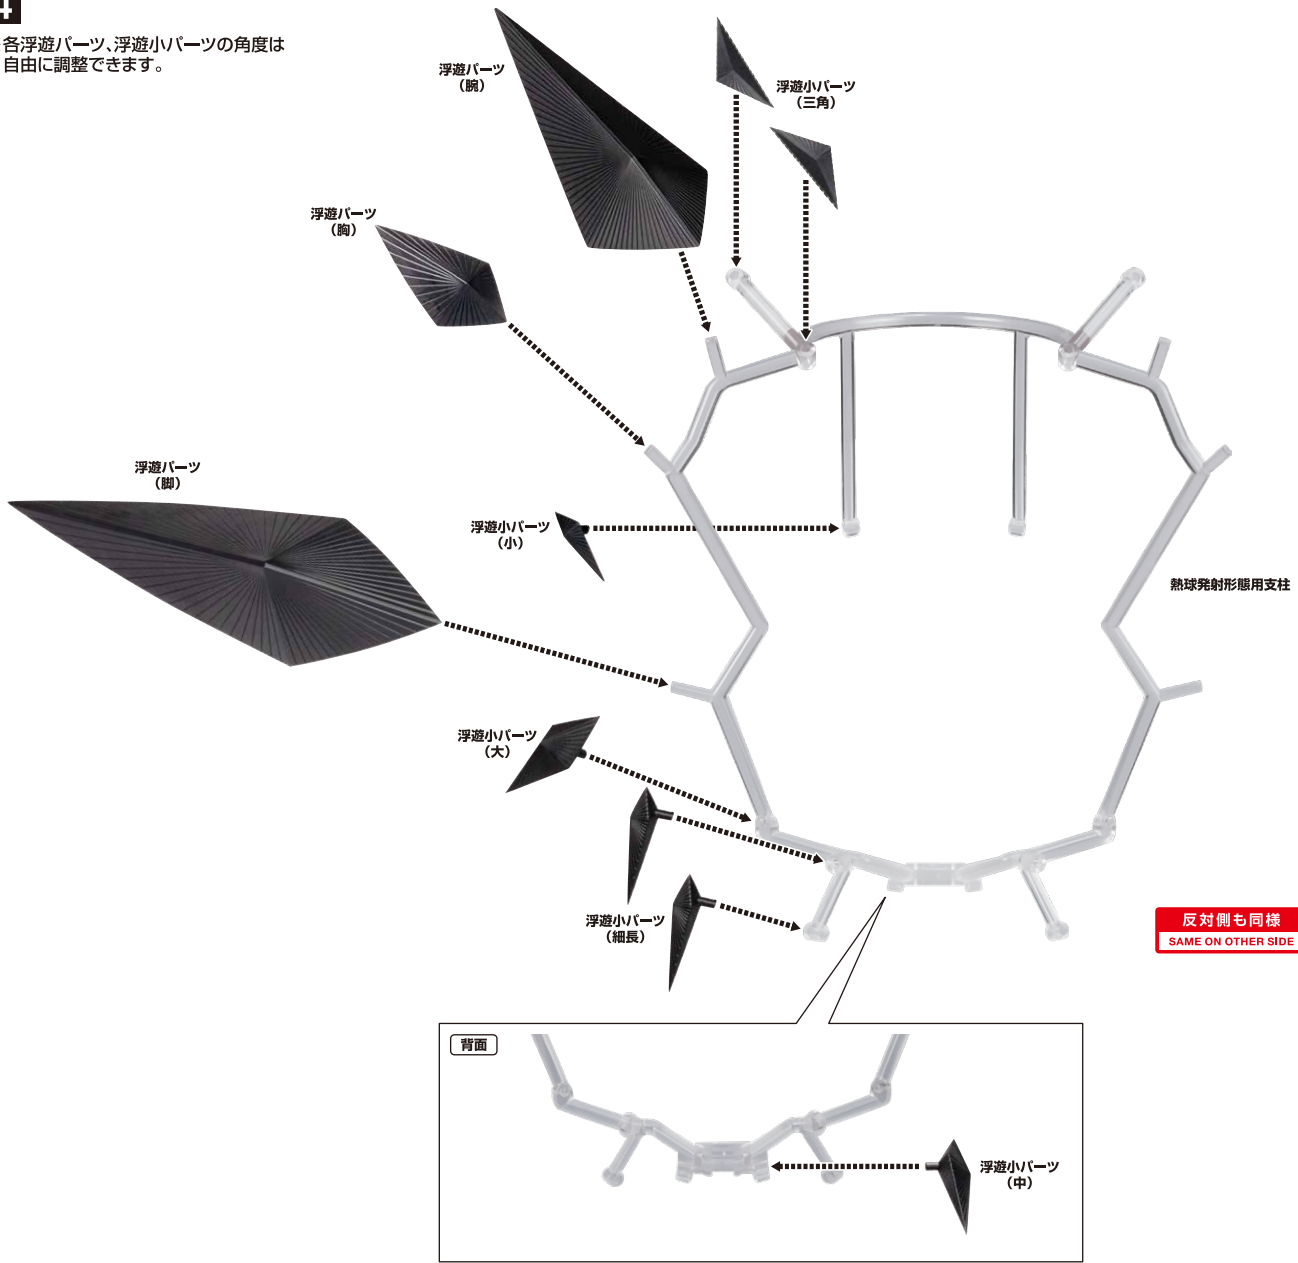 4
各浮遊パーツ、浮遊小パーツの角度は
自由に調整できます。
浮遊パーツ
（腕）
浮遊小パーツ
（三角）
浮遊パーツ
（胸）
浮遊パーツ
（脚）
浮遊小パーツ
（小）
熱球発射形態用支柱
浮遊小パーツ
（大）
浮遊小パーツ
（細長）
反対側も同様
SAME ON OTHER SIDE
背面
浮遊小パーツ
（中）